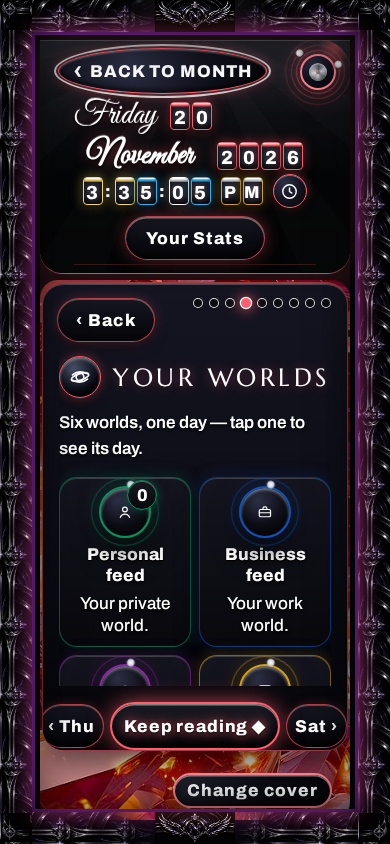 ‹ BACK TO MONTH
Friday 20
November 2026
3:35:05 PM
Your Stats
‹ Back
YOUR WORLDS
Six worlds, one day — tap one to
see its day.
0
Personal
feed
Your private
world.
Business
feed
Your work
world.
‹ Thu
Keep reading ◆
Sat ›
Change cover